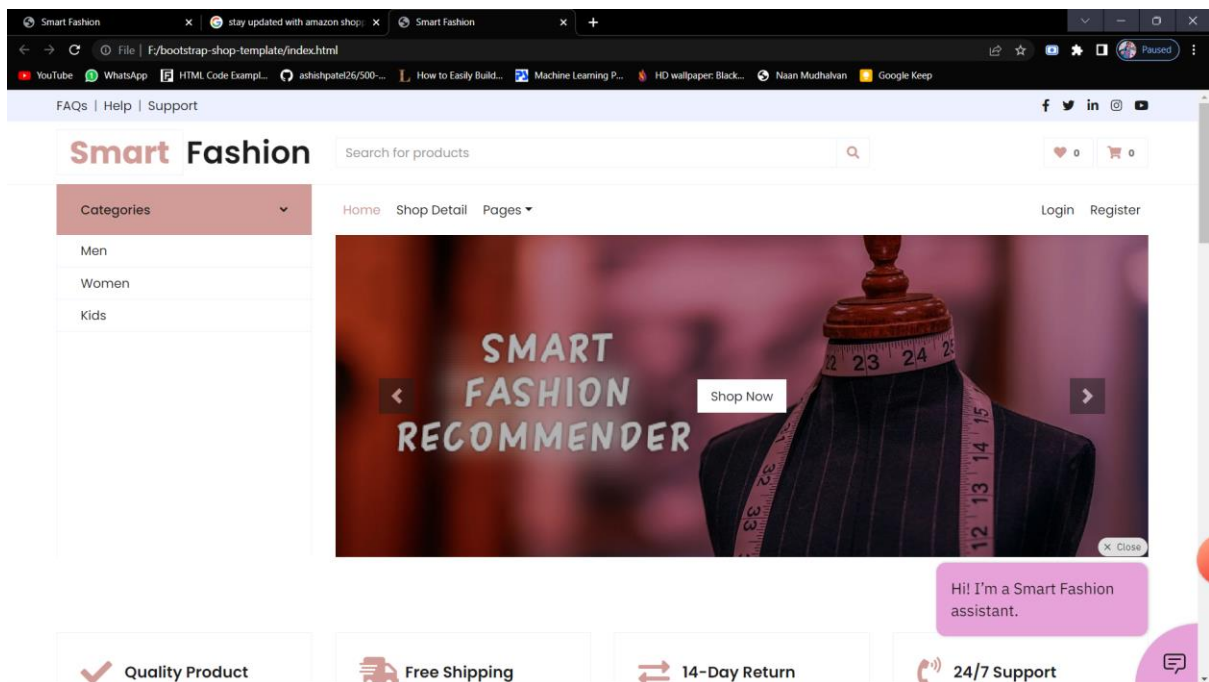 Smart Fashion
stay updated with amazon shop
Smart Fashion
File | F:/bootstrap-shop-template/index.html
Paused
YouTube WhatsApp HTML Code Exampl... ashishpatel26/500-... How to Easily Build... Machine Learning P... HD wallpaper: Black... Naan Mudhalvan Google Keep
FAQs | Help | Support
Smart Fashion
Search for products
0 0
Categories
Home Shop Detail Pages
Login Register
Men
Women
Kids
SMART
FASHION
RECOMMENDER
Shop Now
22 23 24 25
15
14
13
12
32
33
× Close
Hi! I'm a Smart Fashion
assistant.
Quality Product
Free Shipping
14-Day Return
24/7 Support